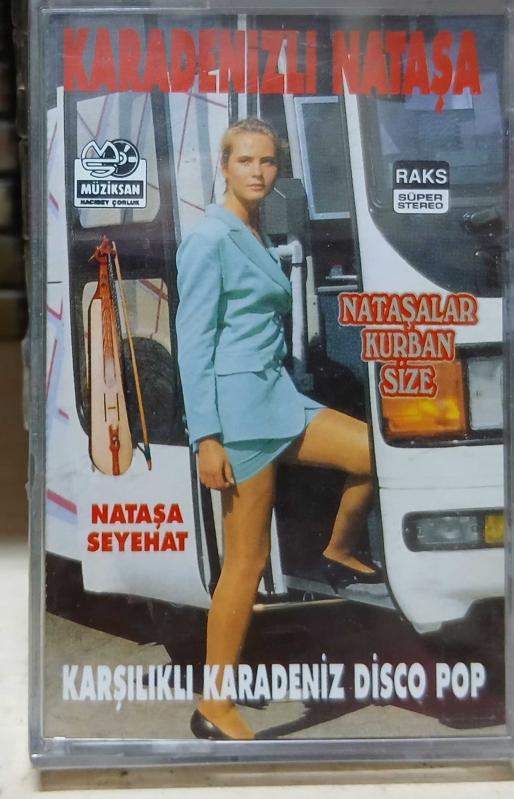 KARADENİZLİ NATAŞA
MÜZİKSAN
HACIBEY ÇORLUK
RAKS
SÜPER
STEREO
NATAŞALAR
KURBAN
SİZE
NATAŞA
SEYEHAT
KARŞILIKLI KARADENİZ DİSCO POP